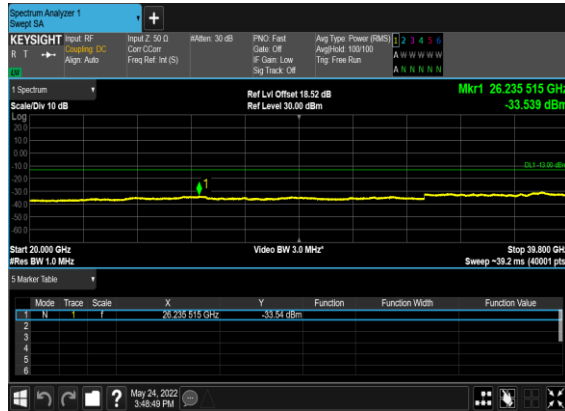 Spectrum Analyzer 1
Swept SA
+
KEYSIGHT Input: RF Input Z: 50 Ω #Atten: 30 dB PNO: Fast Avg Type: Power (RMS) 1 2 3 4 5 6
R T Coupling: DC Corr CCorr Gate: Off Avg|Hold: 100/100 A W W W W W
Align: Auto Freq Ref: Int (S) IF Gain: Low Trig: Free Run
Sig Track: Off A N N N N N
1 Spectrum
Ref Lvl Offset 18.52 dB Mkr1 26.235 515 GHz
Scale/Div 10 dB Ref Level 30.00 dBm -33.539 dBm
Log
20.0
10.0
0.00
-10.0
DL1 -13.00 dBm
-20.0
1
-30.0
-40.0
-50.0
-60.0
Start 20.000 GHz Video BW 3.0 MHz* Stop 39.800 GHz
#Res BW 1.0 MHz Sweep ~39.2 ms (40001 pts)
5 Marker Table
Mode Trace Scale X Y Function Function Width Function Value
1 N 1 f 26.235 515 GHz -33.54 dBm
2
3
4
5
6
? May 24, 2022
3:48:49 PM